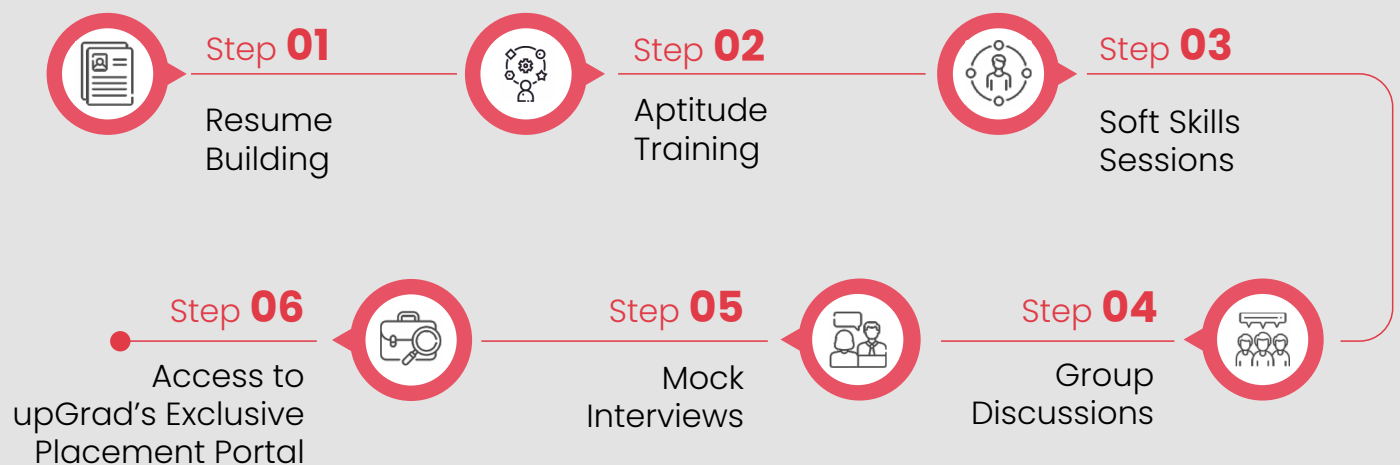 Step 01
Resume
Building
Step 02
Aptitude
Training
Step 03
Soft Skills
Sessions
Step 04
Group
Discussions
Step 05
Mock
Interviews
Step 06
Access to
upGrad's Exclusive
Placement Portal